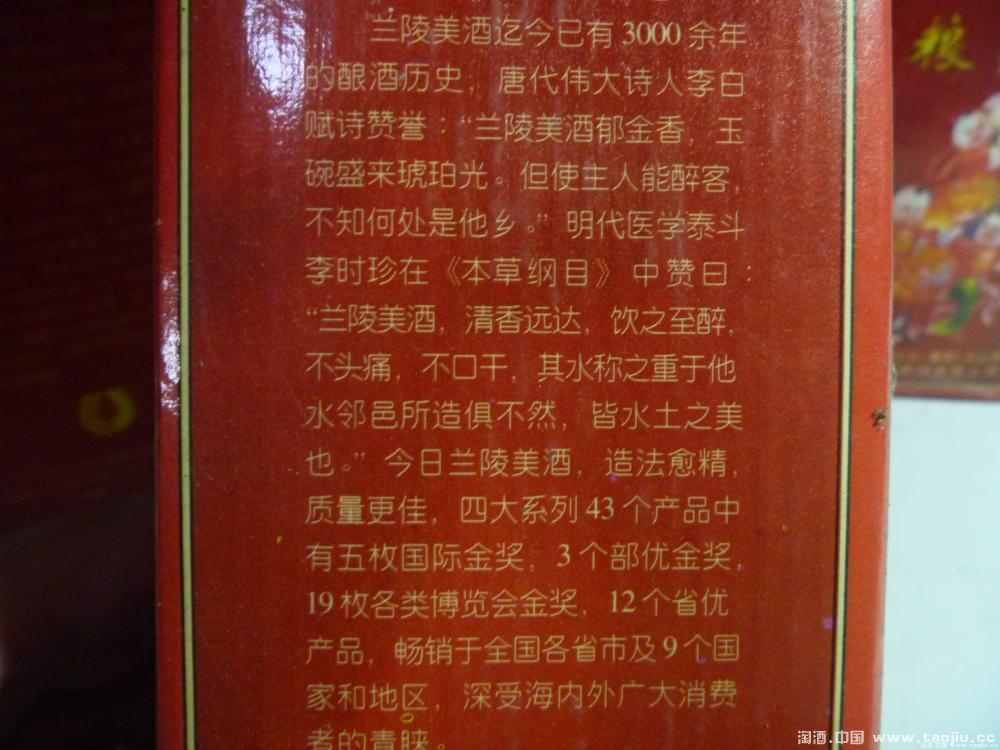 兰陵美酒迄今已有 3000 余年
的酿酒历史，唐代伟大诗人李白
赋诗赞誉：“兰陵美酒郁金香，玉
碗盛来琥珀光。但使主人能醉客，
不知何处是他乡。”明代医学泰斗
李时珍在《本草纲目》中赞曰：
“兰陵美酒，清香远达，饮之至醉，
不头痛，不口干，其水称之重于他
水邻邑所造俱不然，皆水土之美
也。”今日兰陵美酒，造法愈精，
质量更佳，四大系列 43 个产品中
有五枚国际金奖，3 个部优金奖，
19 枚各类博览会金奖，12 个省优
产品，畅销于全国各省市及 9 个国
家和地区，深受海内外广大消费
者的青睐。
粮
淘酒.中国 www.taojiu.cc